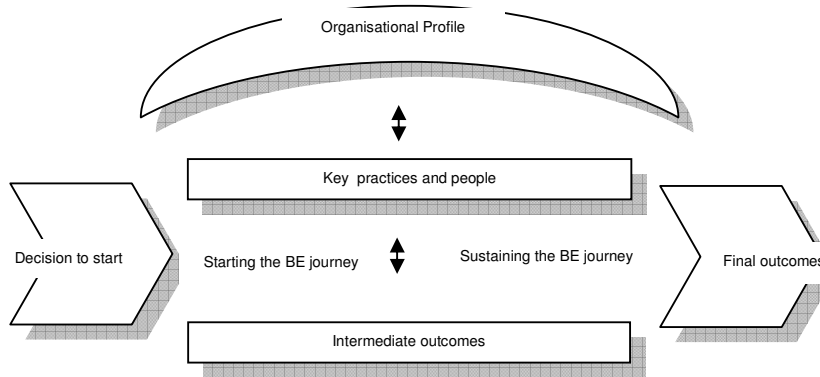 Organisational Profile
Key practices and people
Decision to start
Starting the BE journey
Sustaining the BE journey
Final outcomes
Intermediate outcomes